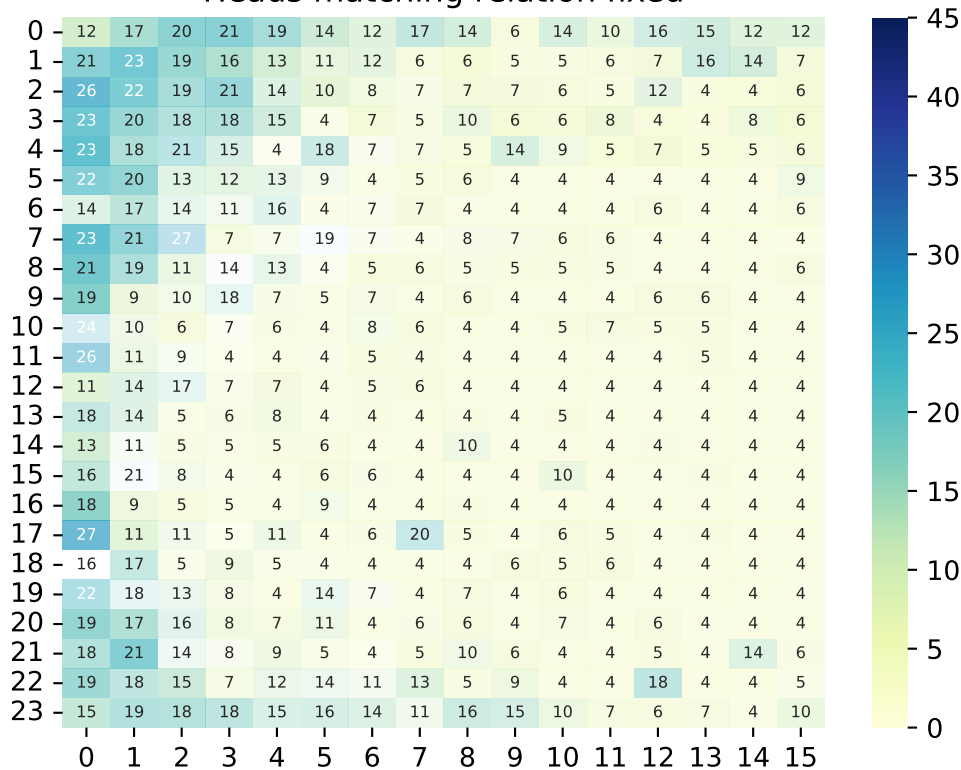 Heads matching relation fixed
0 12 17 20 21 19 14 12 17 14 6 14 10 16 15 12 12
1 21 23 19 16 13 11 12 6 6 5 5 6 7 16 14 7
2 26 22 19 21 14 10 8 7 7 7 6 5 12 4 4 6
3 23 20 18 18 15 4 7 5 10 6 6 8 4 4 8 6
4 23 18 21 15 4 18 7 7 5 14 9 5 7 5 5 6
5 22 20 13 12 13 9 4 5 6 4 4 4 4 4 4 9
6 14 17 14 11 16 4 7 7 4 4 4 4 6 4 4 6
7 23 21 27 7 7 19 7 4 8 7 6 6 4 4 4 4
8 21 19 11 14 13 4 5 6 5 5 5 5 4 4 4 6
9 19 9 10 18 7 5 7 4 6 4 4 4 6 6 4 4
10 24 10 6 7 6 4 8 6 4 4 5 7 5 5 4 4
11 26 11 9 4 4 4 5 4 4 4 4 4 4 5 4 4
12 11 14 17 7 7 4 5 6 4 4 4 4 4 4 4 4
13 18 14 5 6 8 4 4 4 4 4 5 4 4 4 4 4
14 13 11 5 5 5 6 4 4 10 4 4 4 4 4 4 4
15 16 21 8 4 4 6 6 4 4 4 10 4 4 4 4 4
16 18 9 5 5 4 9 4 4 4 4 4 4 4 4 4 4
17 27 11 11 5 11 4 6 20 5 4 6 5 4 4 4 4
18 16 17 5 9 5 4 4 4 4 6 5 6 4 4 4 4
19 22 18 13 8 4 14 7 4 7 4 6 4 4 4 4 4
20 19 17 16 8 7 11 4 6 6 4 7 4 6 4 4 4
21 18 21 14 8 9 5 4 5 10 6 4 4 5 4 14 6
22 19 18 15 7 12 14 11 13 5 9 4 4 18 4 4 5
23 15 19 18 18 15 16 14 11 16 15 10 7 6 7 4 10
0 1 2 3 4 5 6 7 8 9 10 11 12 13 14 15
45
40
35
30
25
20
15
10
5
0